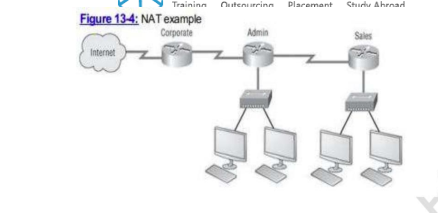 Training Outsourcing Placement Study Abroad
Figure 13-4: NAT example
Corporate Admin Sales
Internet